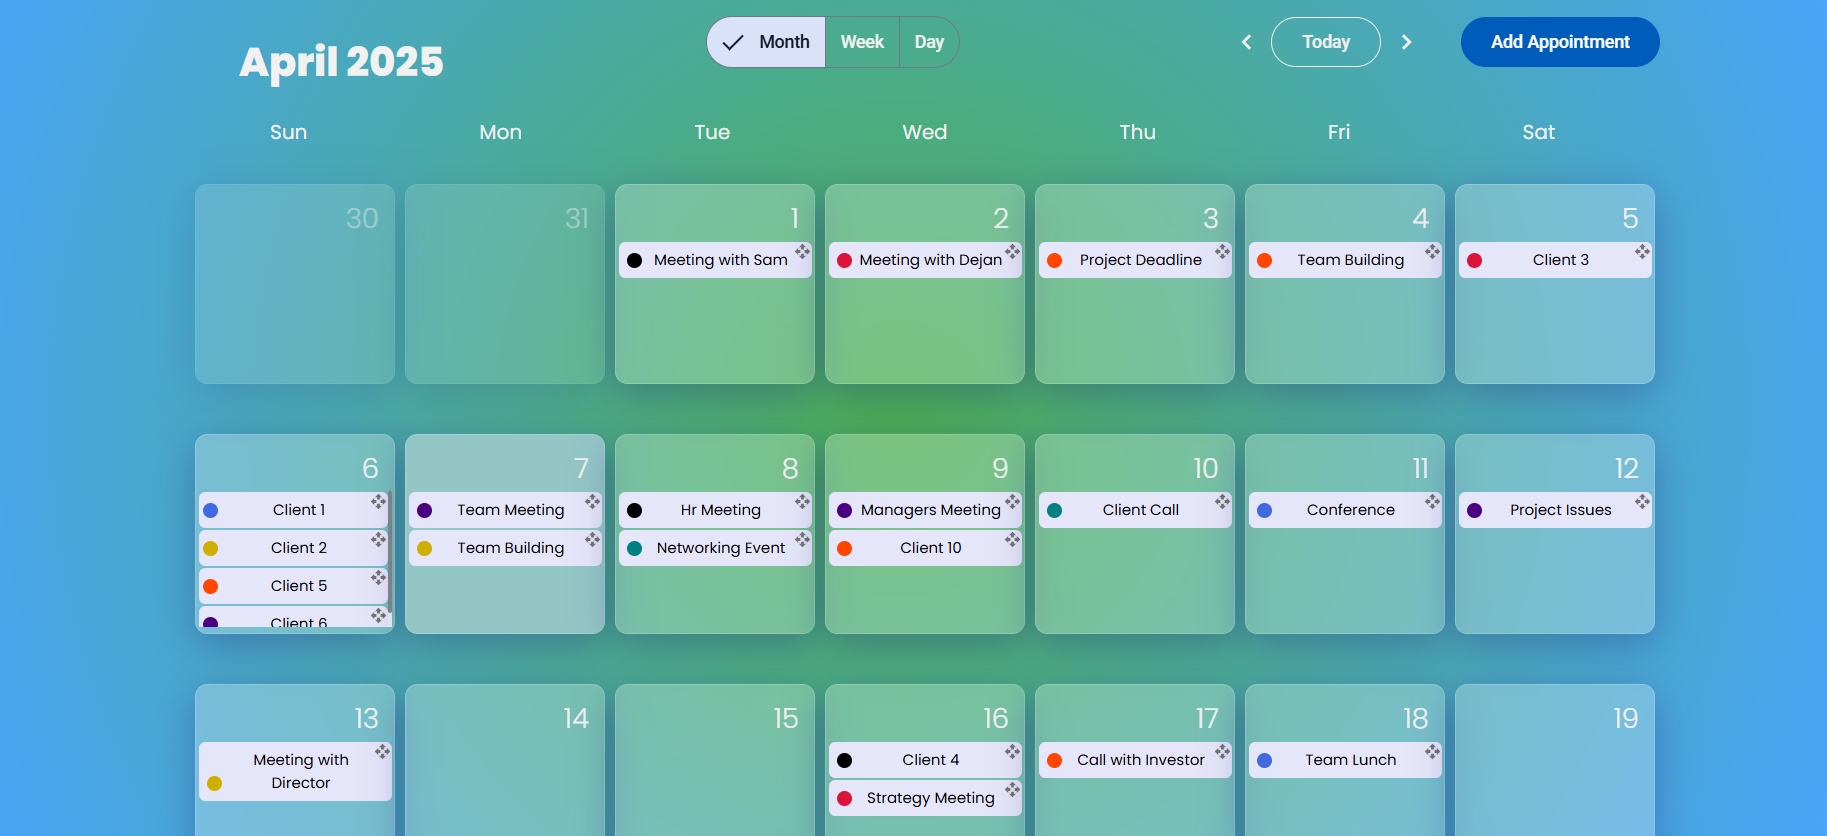 April 2025
Month
Week
Day
Today
Add Appointment
Sun
Mon
Tue
Wed
Thu
Fri
Sat
30
31
1
Meeting with Sam
2
Meeting with Dejan
3
Project Deadline
4
Team Building
5
Client 3
6
Client 1
Client 2
Client 5
Client 6
7
Team Meeting
Team Building
8
Hr Meeting
Networking Event
9
Managers Meeting
Client 10
10
Client Call
11
Conference
12
Project Issues
13
Meeting with
Director
14
15
16
Client 4
Strategy Meeting
17
Call with Investor
18
Team Lunch
19